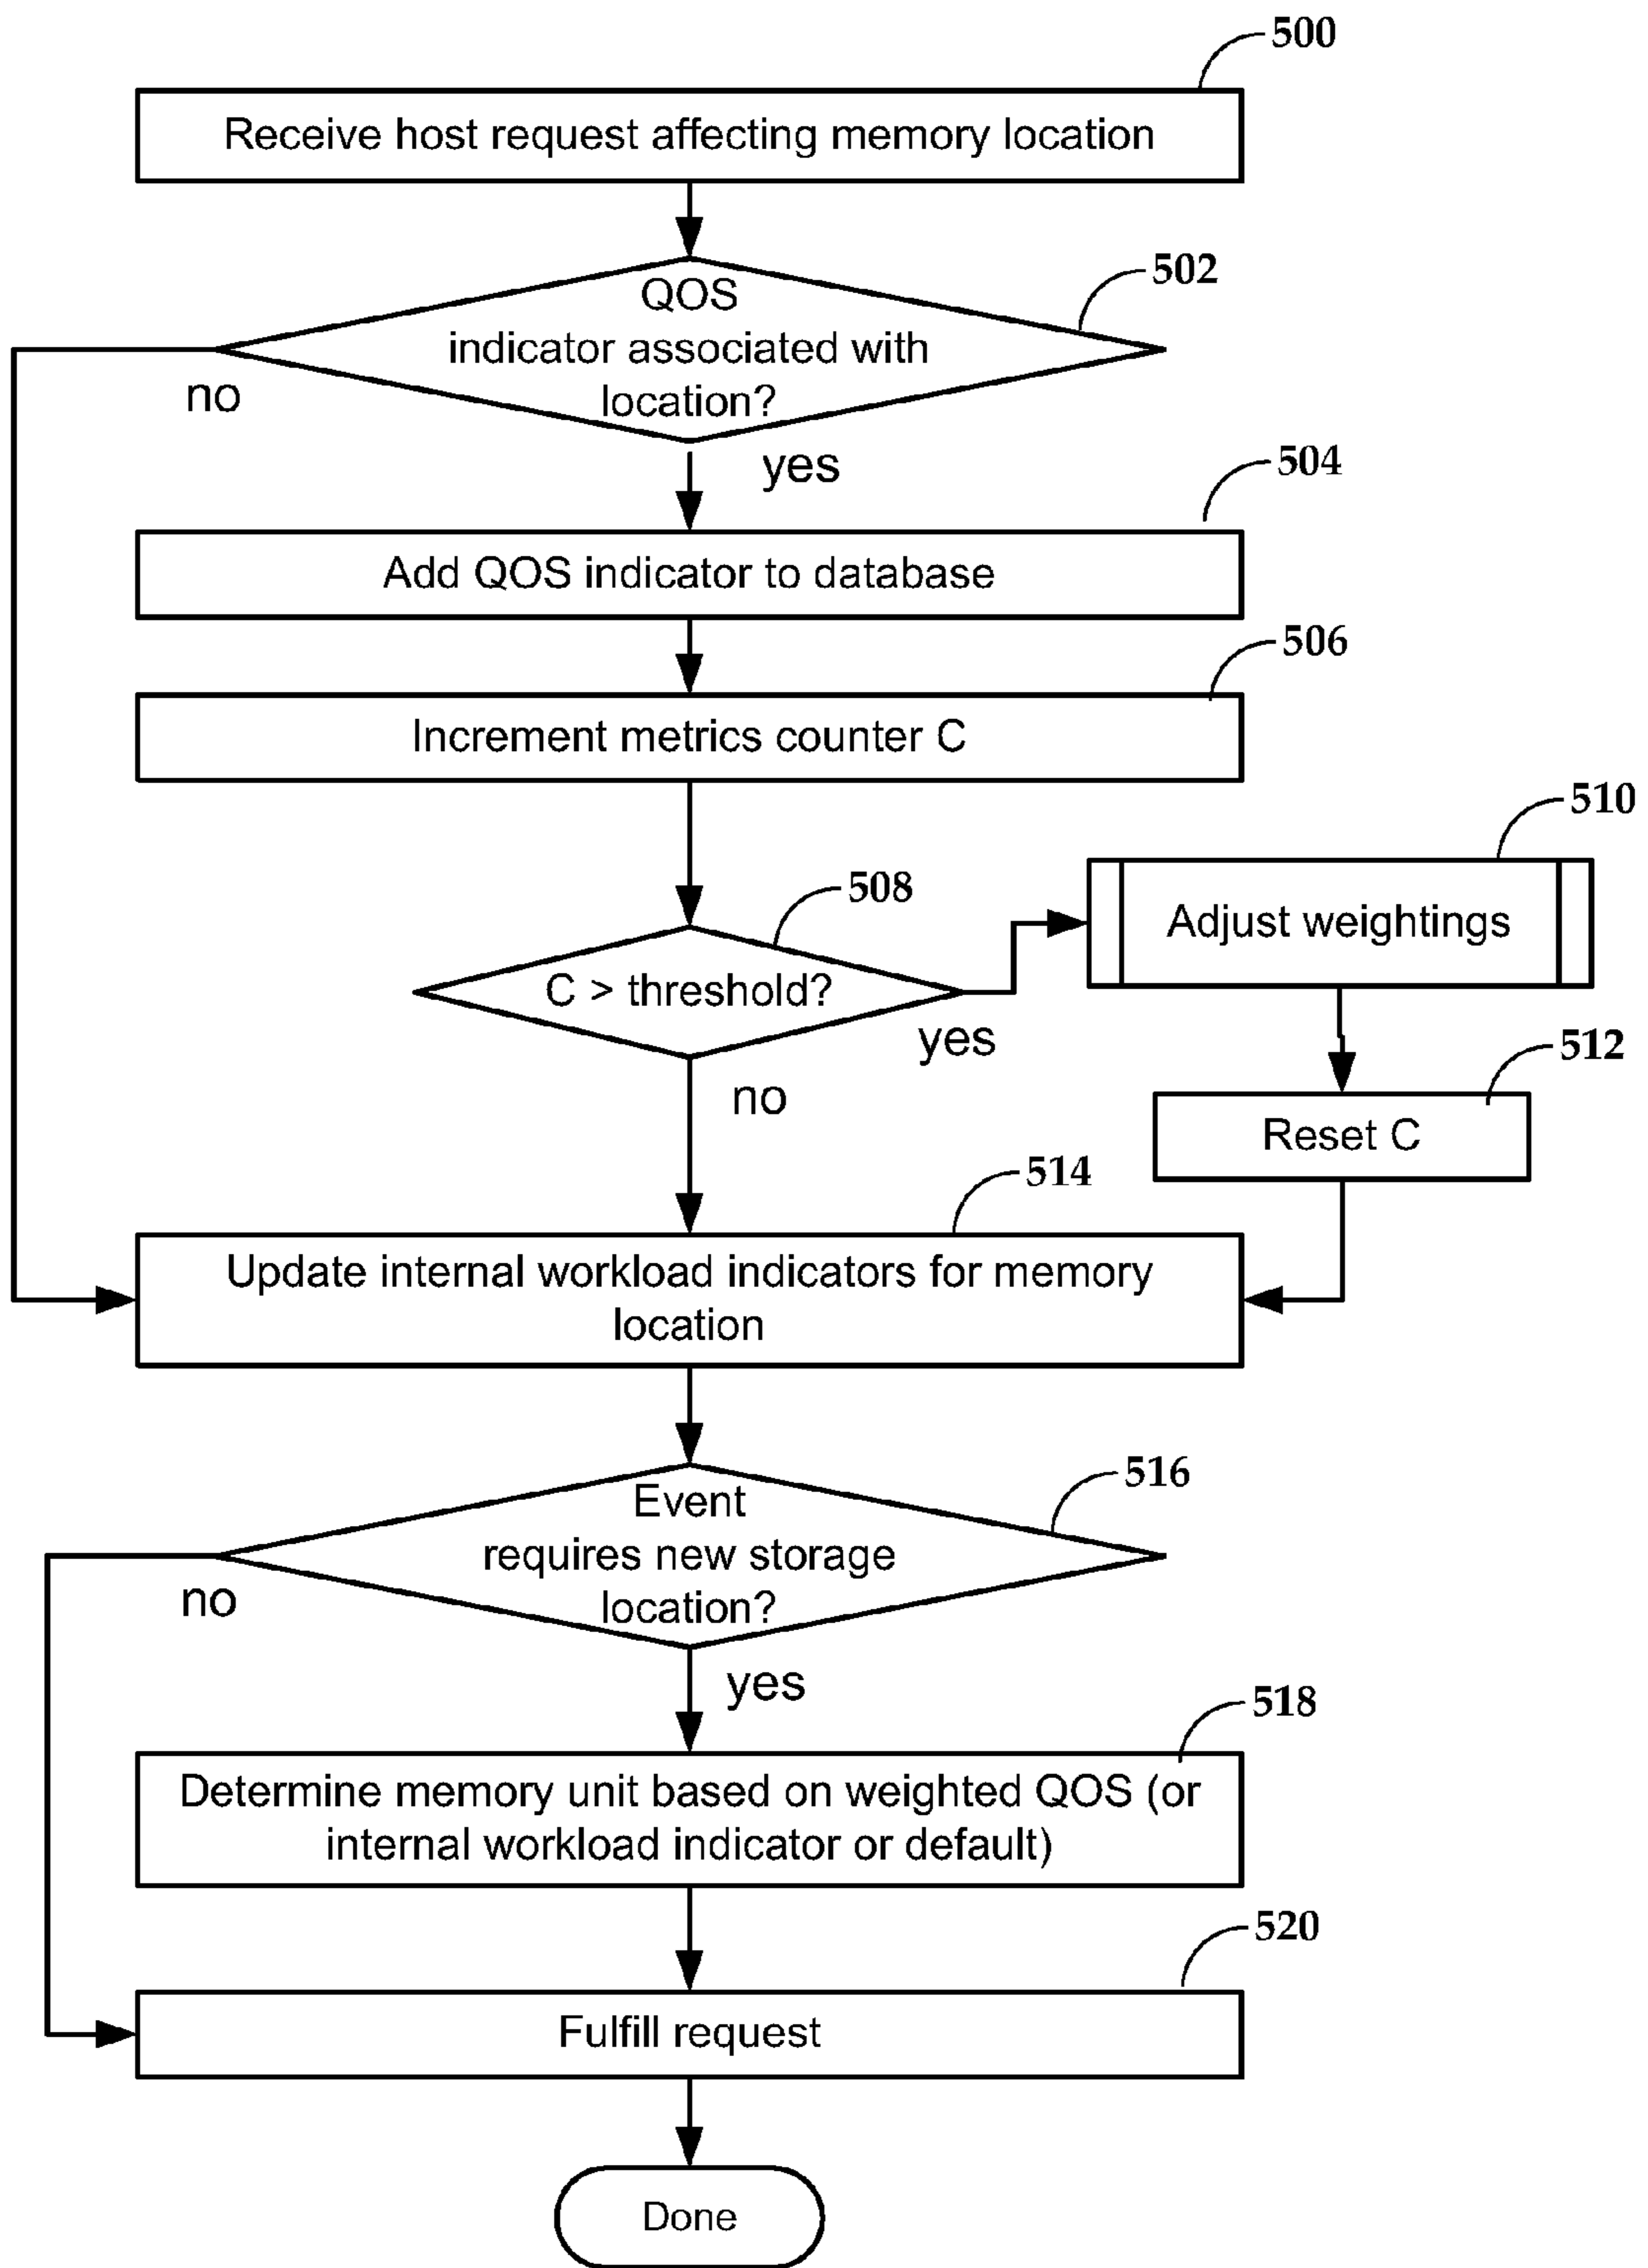 500
Receive host request affecting memory location
502
QOS
indicator associated with
location?
no
yes
504
Add QOS indicator to database
506
Increment metrics counter C
510
508
Adjust weightings
C > threshold?
yes
512
no
Reset C
514
Update internal workload indicators for memory
location
516
Event
requires new storage
location?
no
yes
518
Determine memory unit based on weighted QOS (or
internal workload indicator or default)
520
Fulfill request
Done